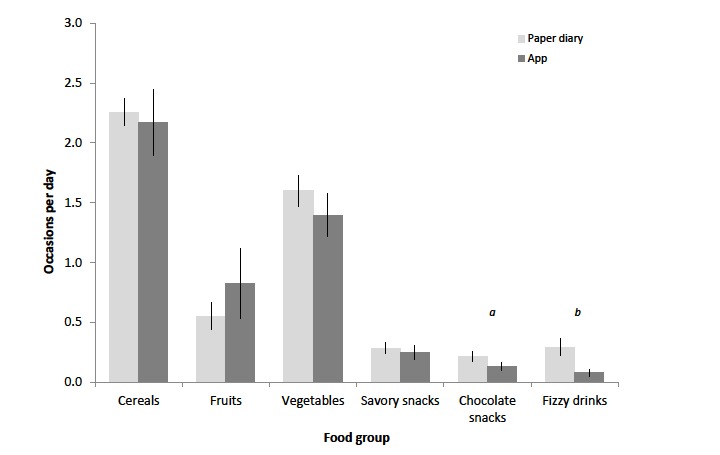 3.0
Paper diary
App
2.5
2.0
1.5
1.0
0.5
0.0
Occasions per day
a
b
Cereals
Fruits
Vegetables
Savory snacks
Chocolate
snacks
Fizzy drinks
Food group